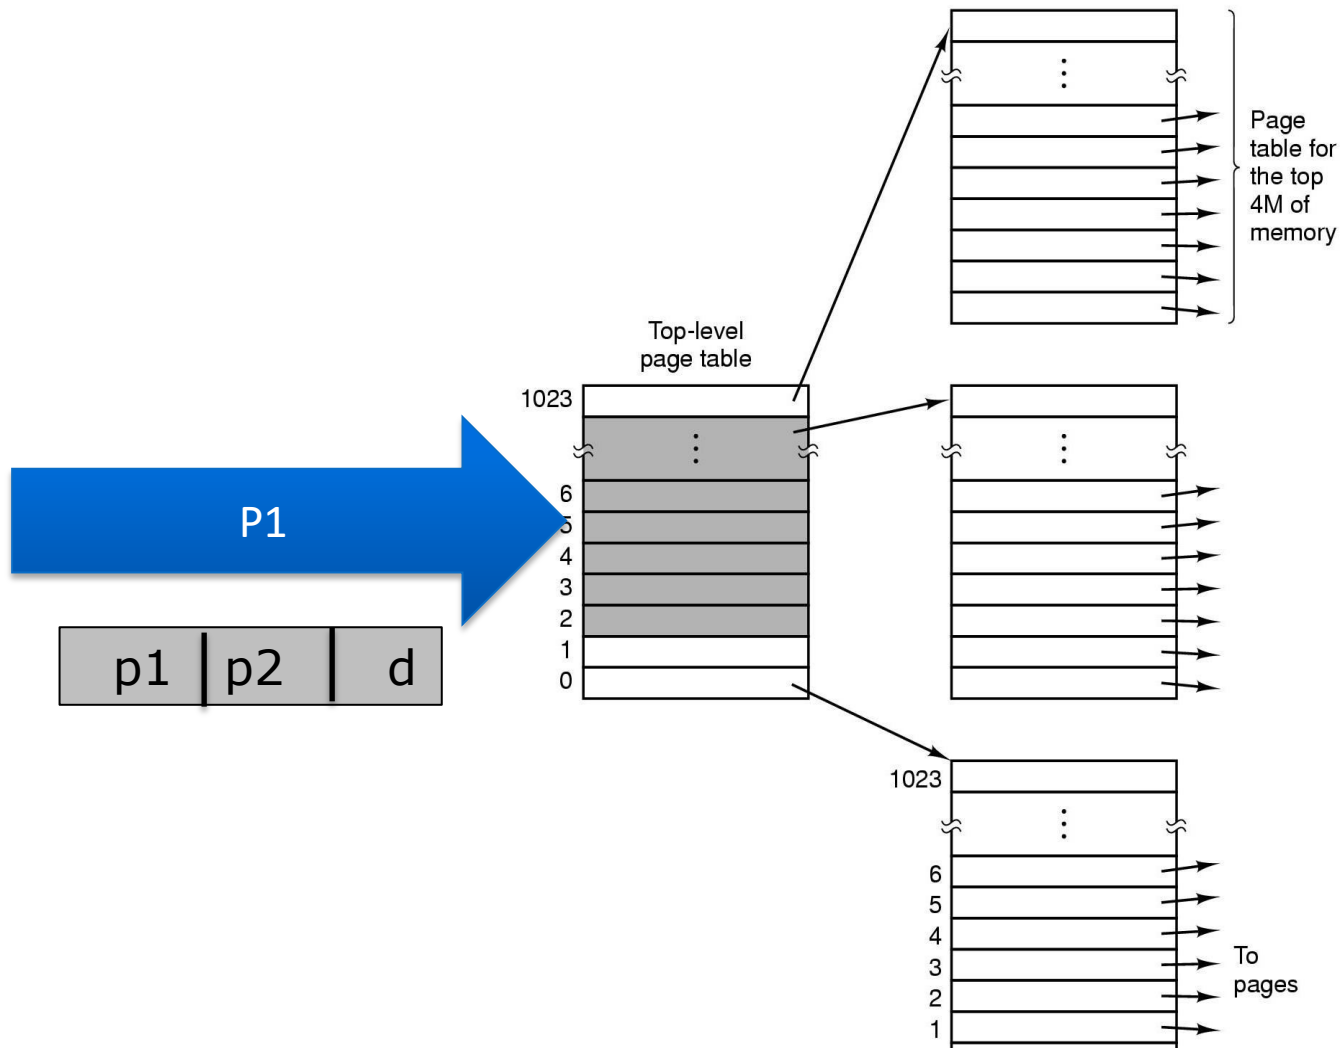 Page
table for
the top
4M of
memory
Top-level
page table
1023
6
5
4
3
2
1
0
P1
p1 p2 d
1023
6
5
4
3
2
1
To
pages